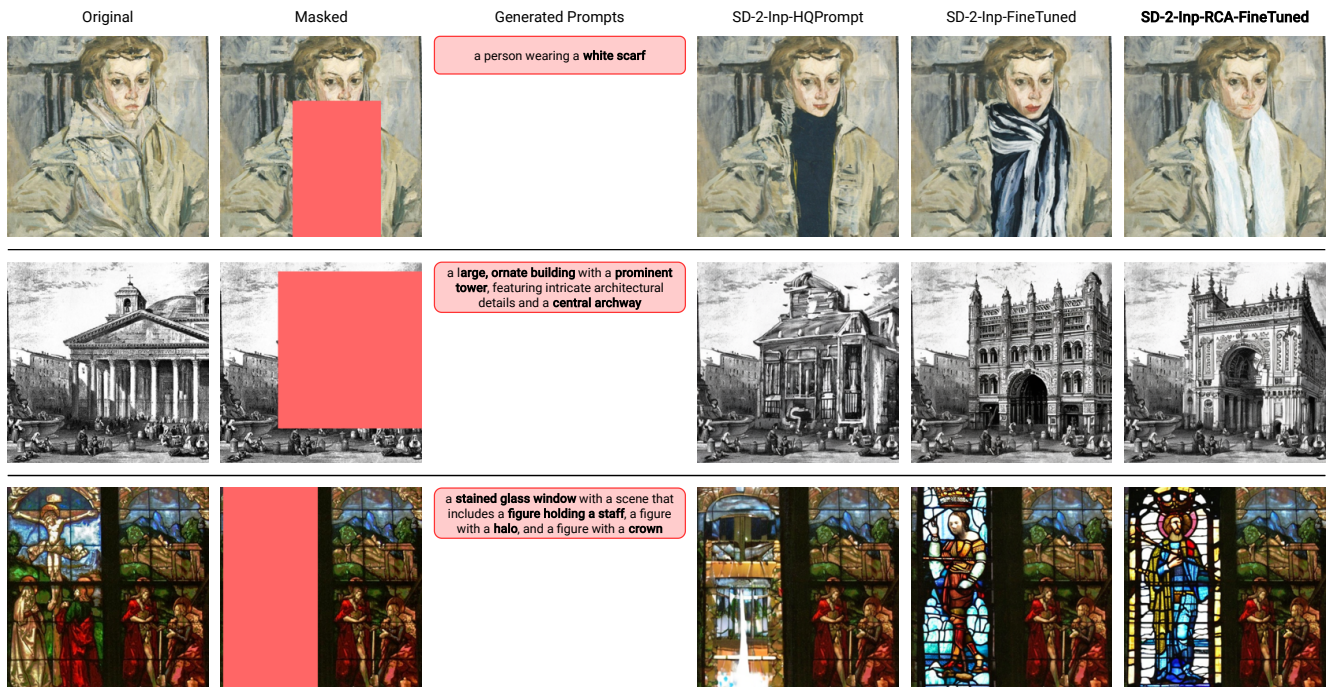 Original
Masked
Generated Prompts
SD-2-Inp-HQPrompt
SD-2-Inp-FineTuned
SD-2-Inp-RCA-FineTuned
a person wearing a white scarf
a large, ornate building with a prominent
tower, featuring intricate architectural
details and a central archway
a stained glass window with a scene that
includes a figure holding a staff, a figure
with a halo, and a figure with a crown